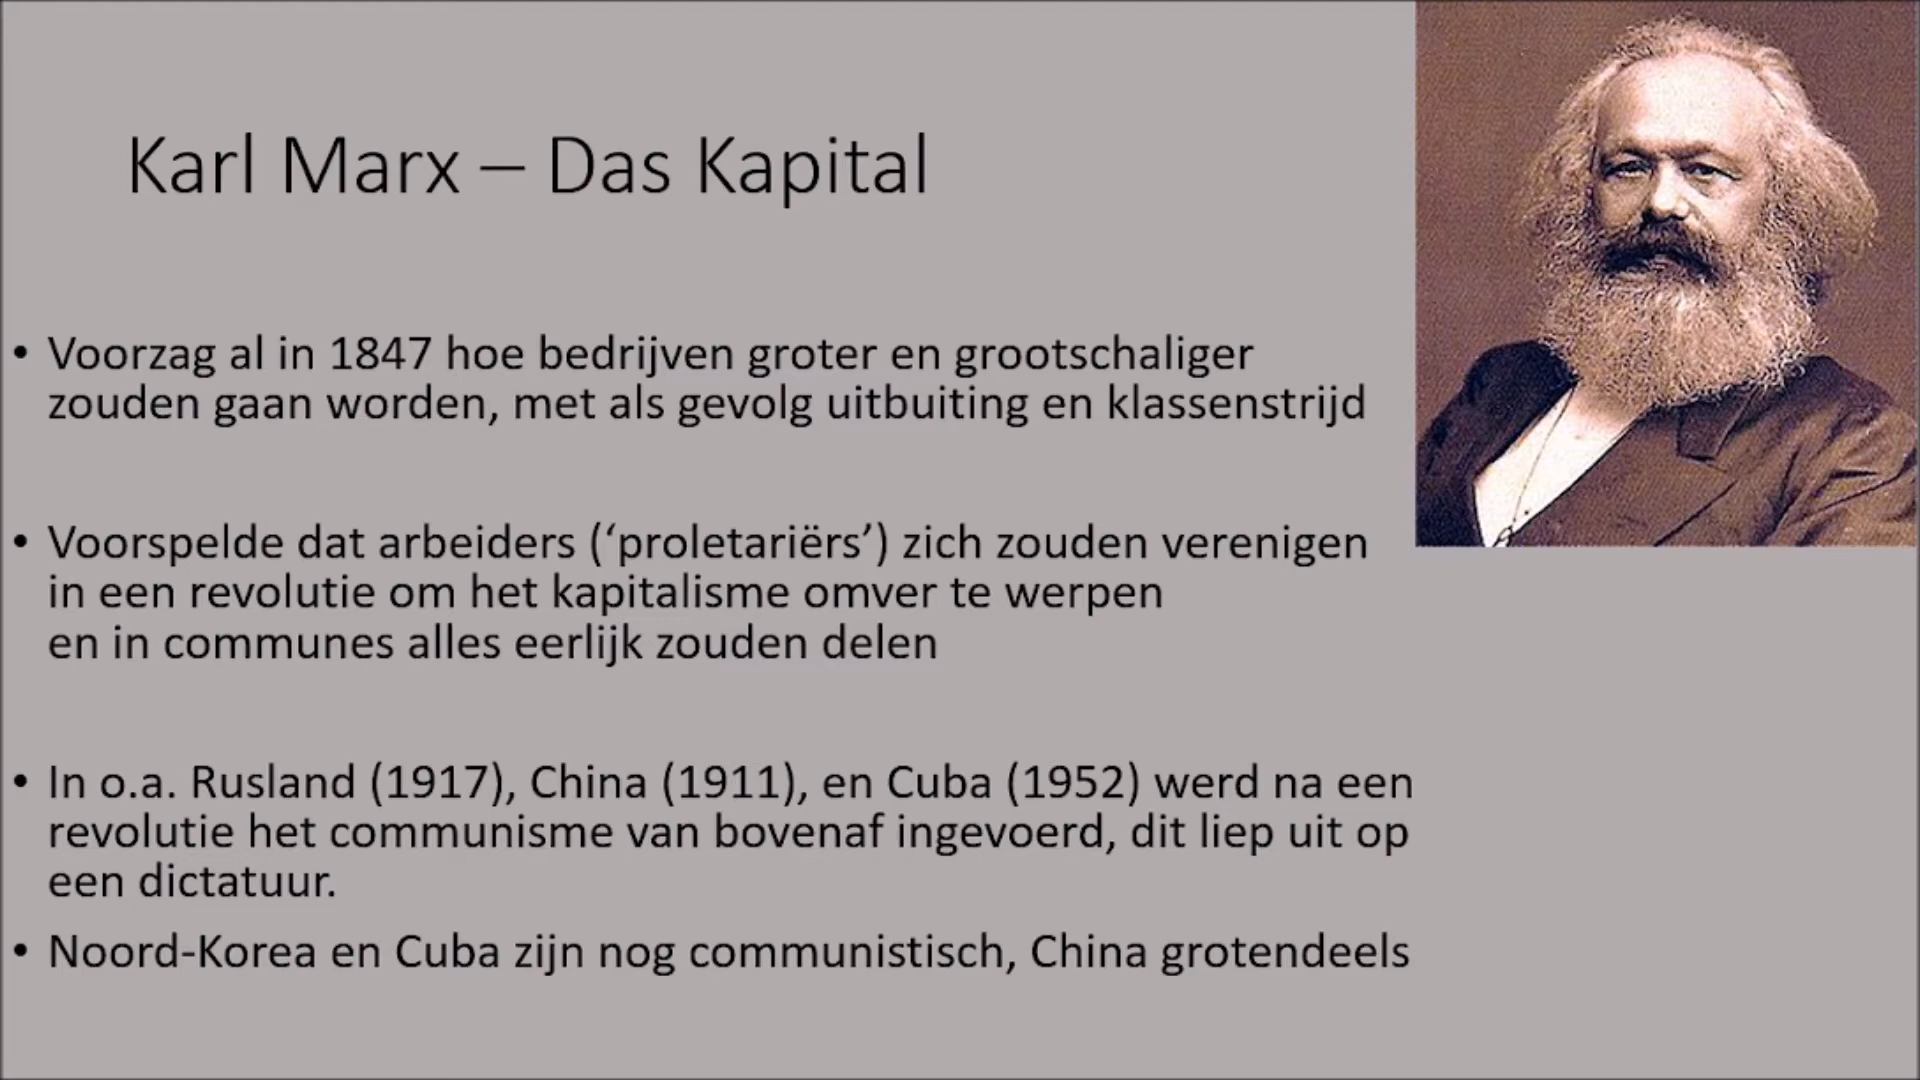 Karl Marx – Das Kapital
• Voorzag al in 1847 hoe bedrijven groter en grootschaliger
zouden gaan worden, met als gevolg uitbuiting en klassenstrijd
• Voorspelde dat arbeiders (‘proletariërs’) zich zouden verenigen
in een revolutie om het kapitalisme omver te werpen
en in communes alles eerlijk zouden delen
• In o.a. Rusland (1917), China (1911), en Cuba (1952) werd na een
revolutie het communisme van bovenaf ingevoerd, dit liep uit op
een dictatuur.
• Noord-Korea en Cuba zijn nog communistisch, China grotendeels